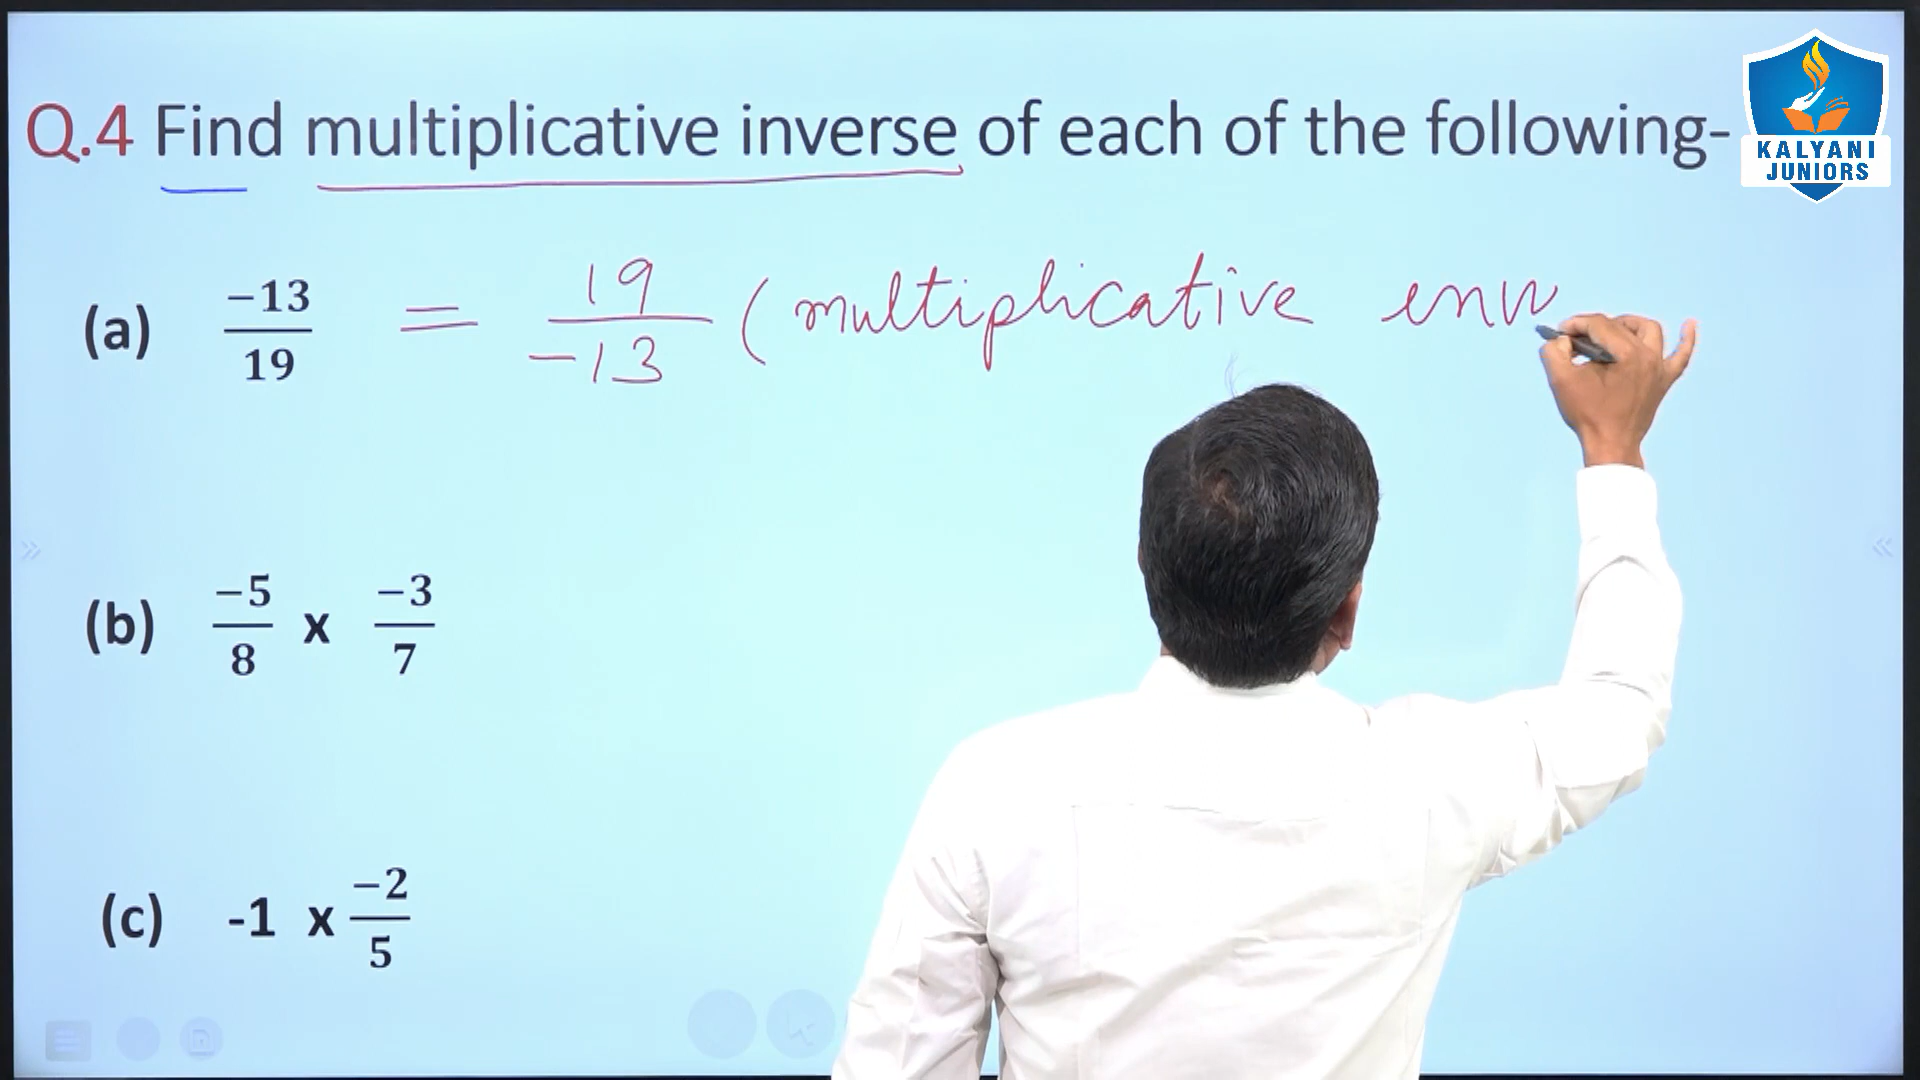 Q.4 Find multiplicative inverse of each of the following-
KALYANI
JUNIORS
(a) −13/19 = 19/−13 (multiplicative
(b) −5/8 x −3/7
(c) -1 x −2/5